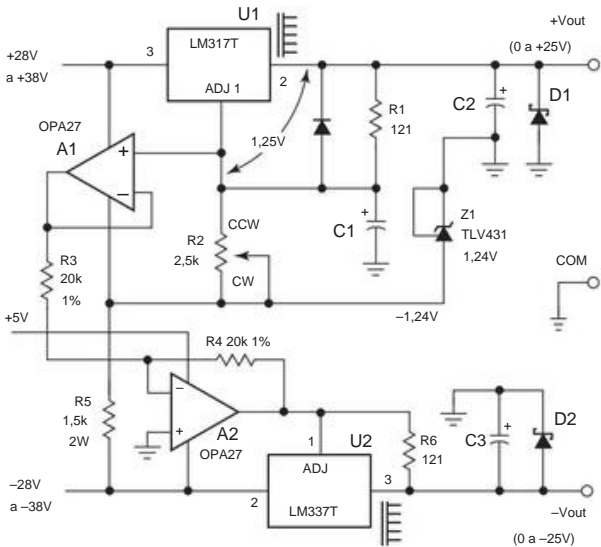 U1
+Vout
+28V
a +38V
3
LM317T
ADJ 1
2
(0 a +25V)
R1
121
C2
+
D1
OPA27
A1
+
−
1,25V
CCW
R2
2,5k
CW
+
C1
Z1
TLV431
1,24V
R3
20k
1%
COM
−1,24V
+5V
R4 20k 1%
R5
1,5k
2W
−
+
A2
OPA27
1
U2
R6
121
+
C3
D2
−28V
a −38V
2
ADJ
LM337T
3
−Vout
(0 a −25V)